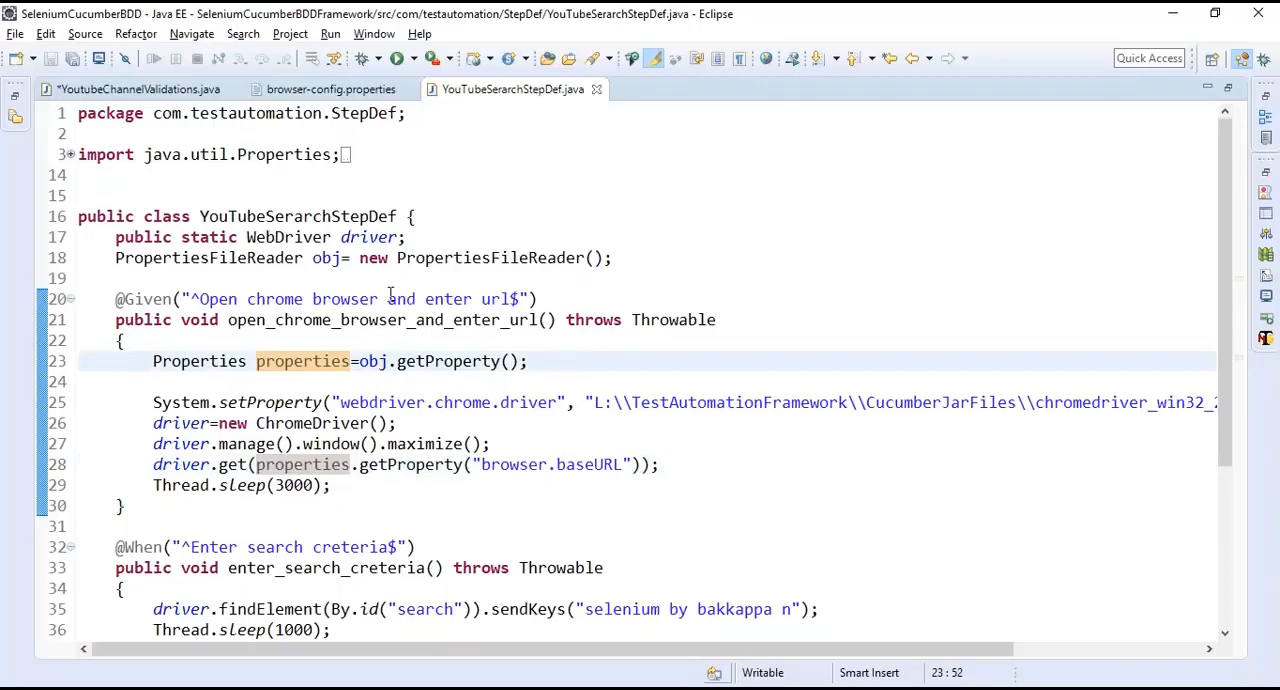 SeleniumCucumberBDD - Java EE - SeleniumCucumberBDDFramework/src/com/testautomation/StepDef/YouTubeSerarchStepDef.java - Eclipse
File Edit Source Refactor Navigate Search Project Run Window Help
Quick Access
*YoutubeChannelValidations.java browser-config.properties YouTubeSerarchStepDef.java
1 package com.testautomation.StepDef;
2
3 import java.util.Properties;
14
15
16 public class YouTubeSerarchStepDef {
17 public static WebDriver driver;
18 PropertiesFileReader obj= new PropertiesFileReader();
19
20 @Given("^Open chrome browser and enter url$")
21 public void open_chrome_browser_and_enter_url() throws Throwable
22 {
23 Properties properties=obj.getProperty();
24
25 System.setProperty("webdriver.chrome.driver", "L:\\TestAutomationFramework\\CucumberJarFiles\\chromedriver_win32_2
26 driver=new ChromeDriver();
27 driver.manage().window().maximize();
28 driver.get(properties.getProperty("browser.baseURL"));
29 Thread.sleep(3000);
30 }
31
32 @When("^Enter search creteria$")
33 public void enter_search_creteria() throws Throwable
34 {
35 driver.findElement(By.id("search")).sendKeys("selenium by bakkappa n");
36 Thread.sleep(1000);
Writable Smart Insert 23 : 52